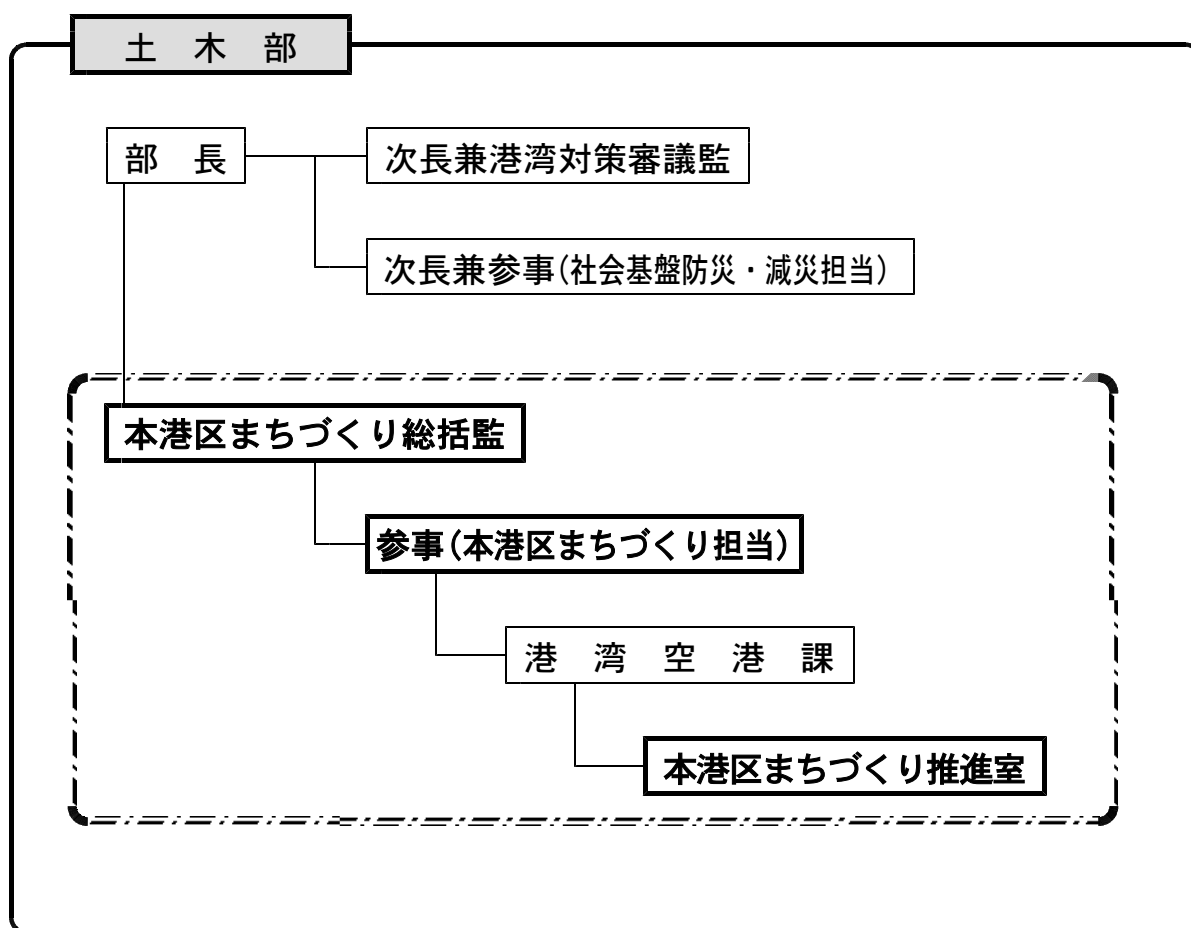 土　木　部
部　長
次長兼港湾対策審議監
次長兼参事(社会基盤防災・減災担当)
本港区まちづくり総括監
参事(本港区まちづくり担当)
港　湾　空　港　課
本港区まちづくり推進室